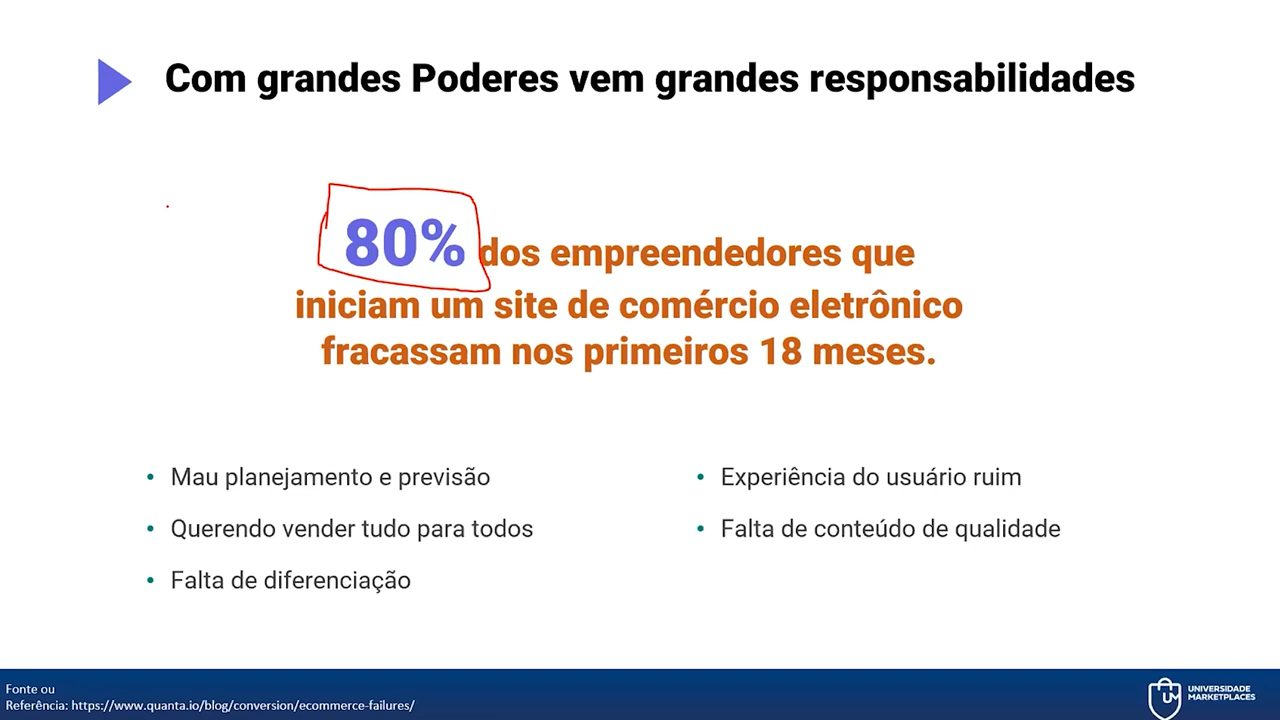 Com grandes Poderes vem grandes responsabilidades
80% dos empreendedores que
iniciam um site de comércio eletrônico
fracassam nos primeiros 18 meses.
• Mau planejamento e previsão
• Querendo vender tudo para todos
• Falta de diferenciação
• Experiência do usuário ruim
• Falta de conteúdo de qualidade
Fonte ou
Referência: https://www.quanta.io/blog/conversion/ecommerce-failures/
UM
UNIVERSIDADE
MARKETPLACES